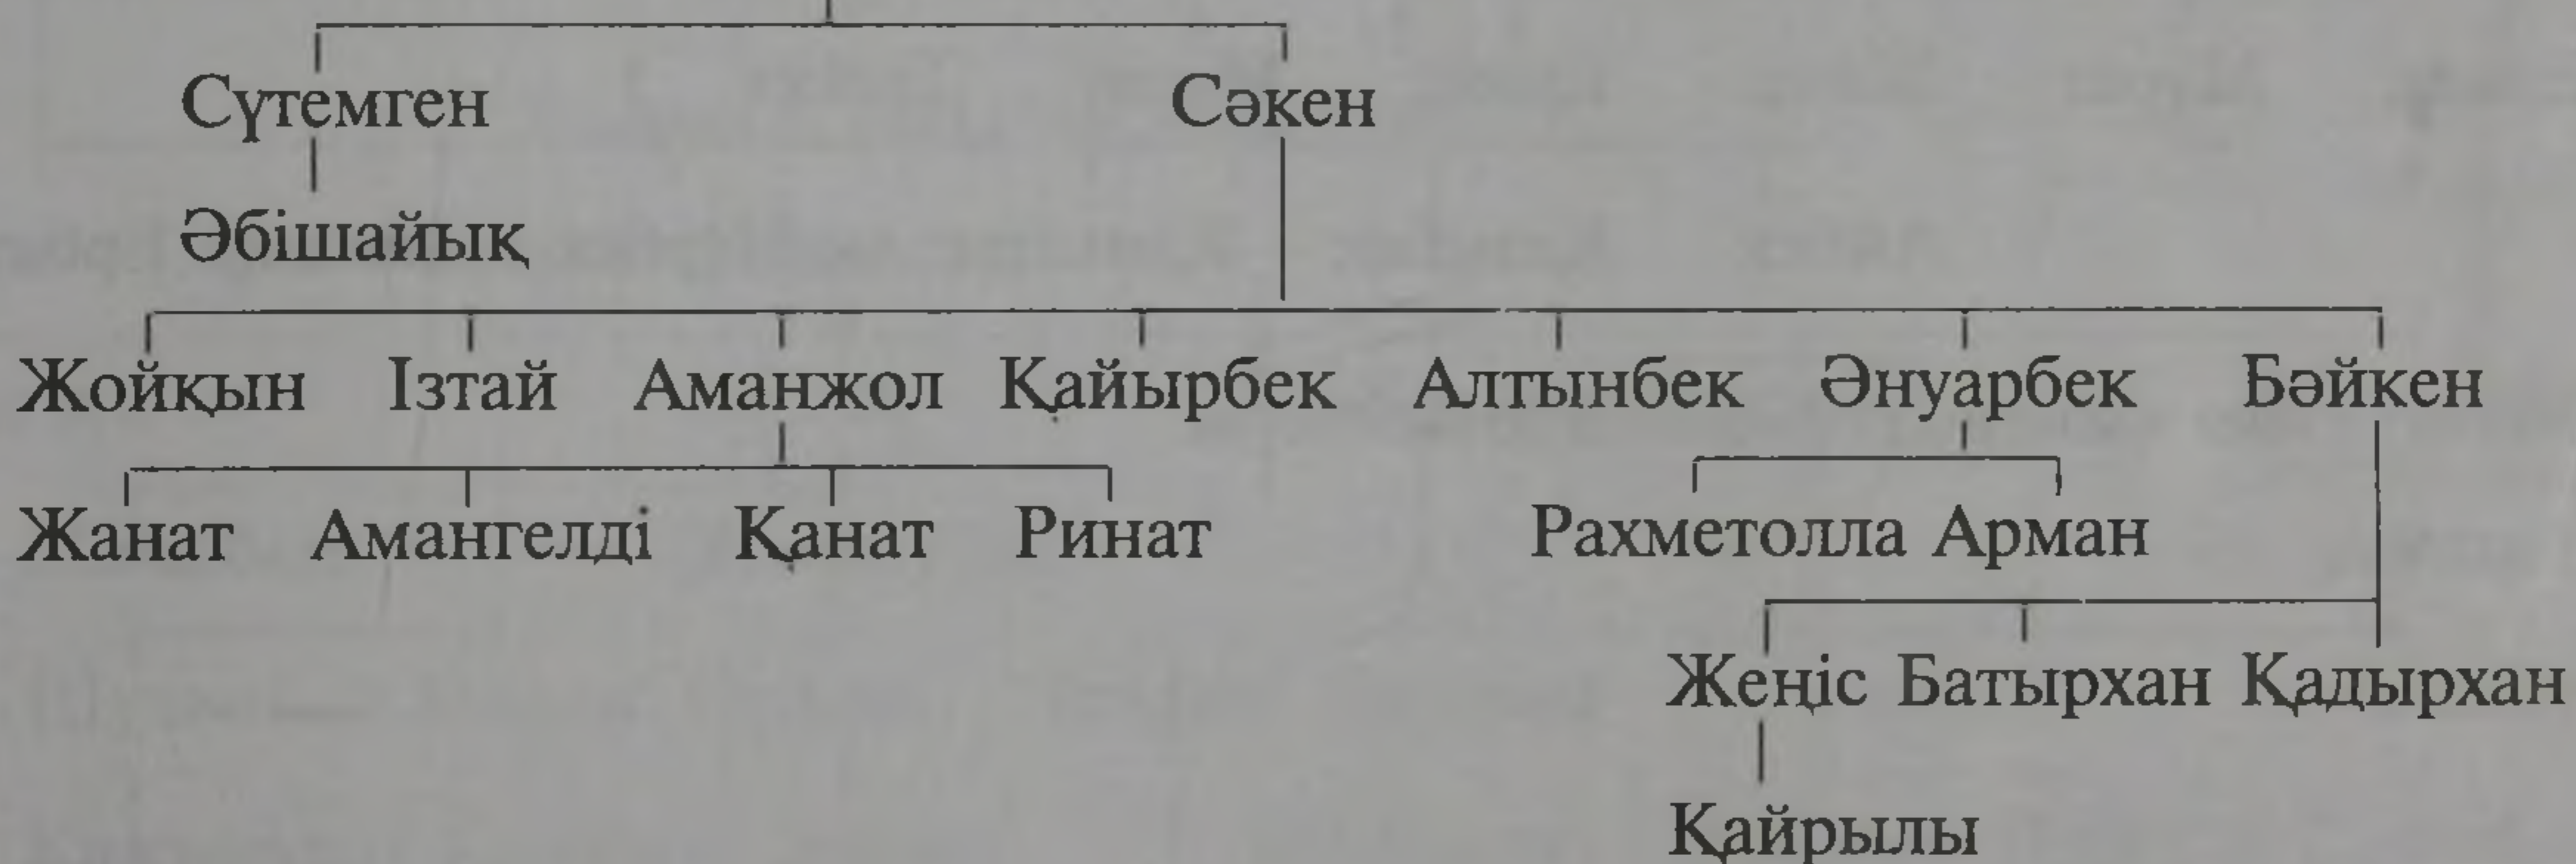 Сүтемген Сәкен
Әбішайық
Жойқын Ізтай Аманжол Қайырбек Алтынбек Әнуарбек Бәйкен
Жанат Амангелді Қанат Ринат Рахметолла Арман
Жеңіс Батырхан Қадырхан
Қайрылы